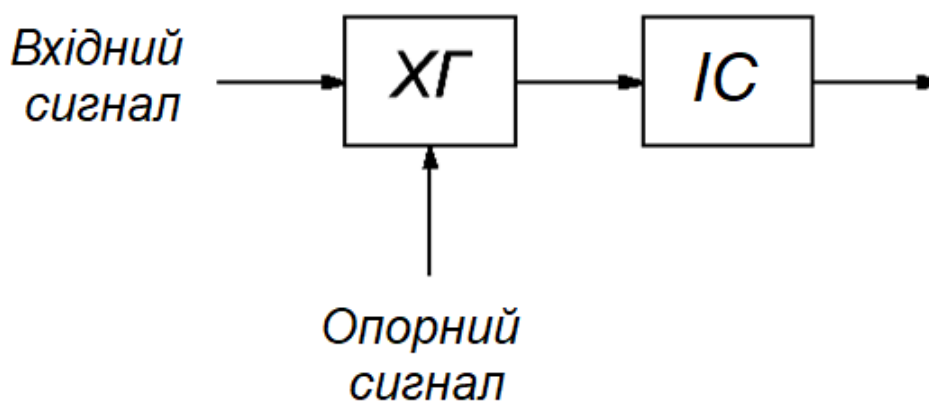 Вхідний
сигнал
ХГ
ІС
Опорний
сигнал